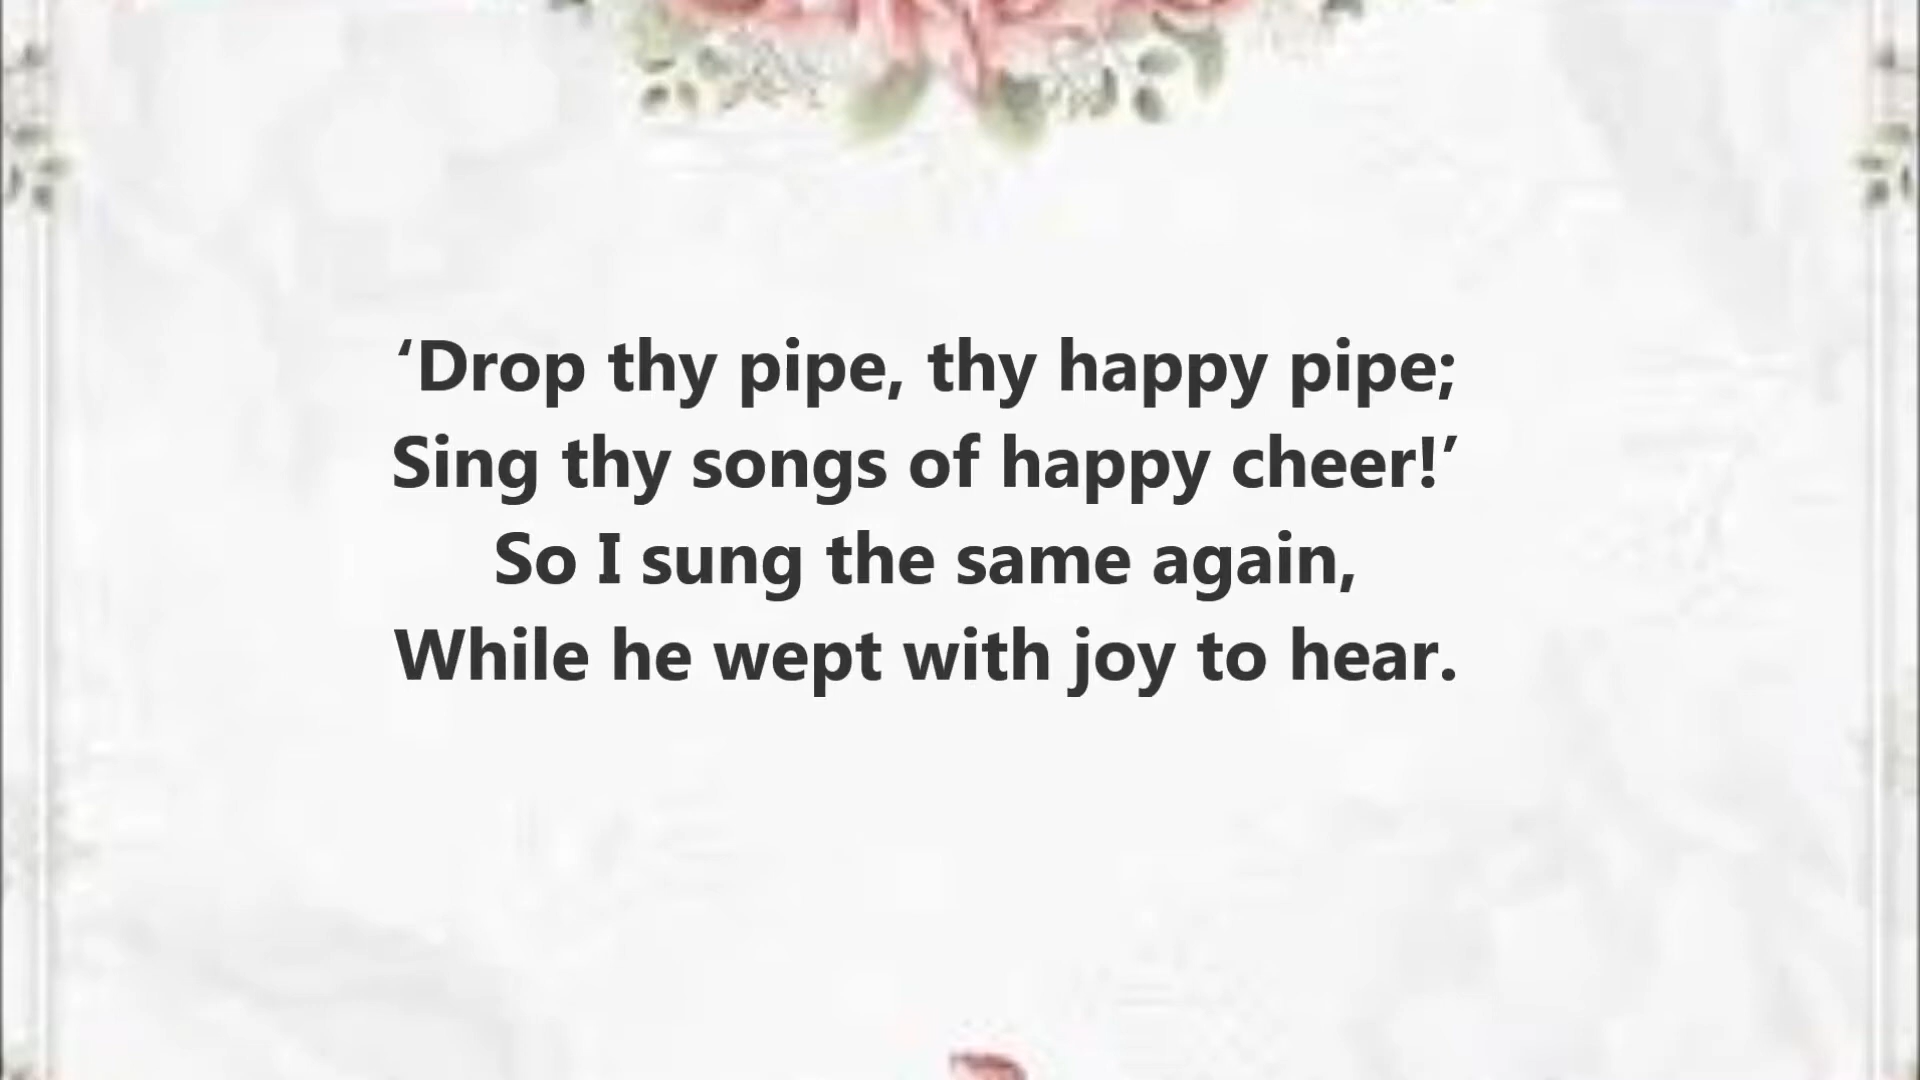 ‘Drop thy pipe, thy happy pipe;
Sing thy songs of happy cheer!’
So I sung the same again,
While he wept with joy to hear.